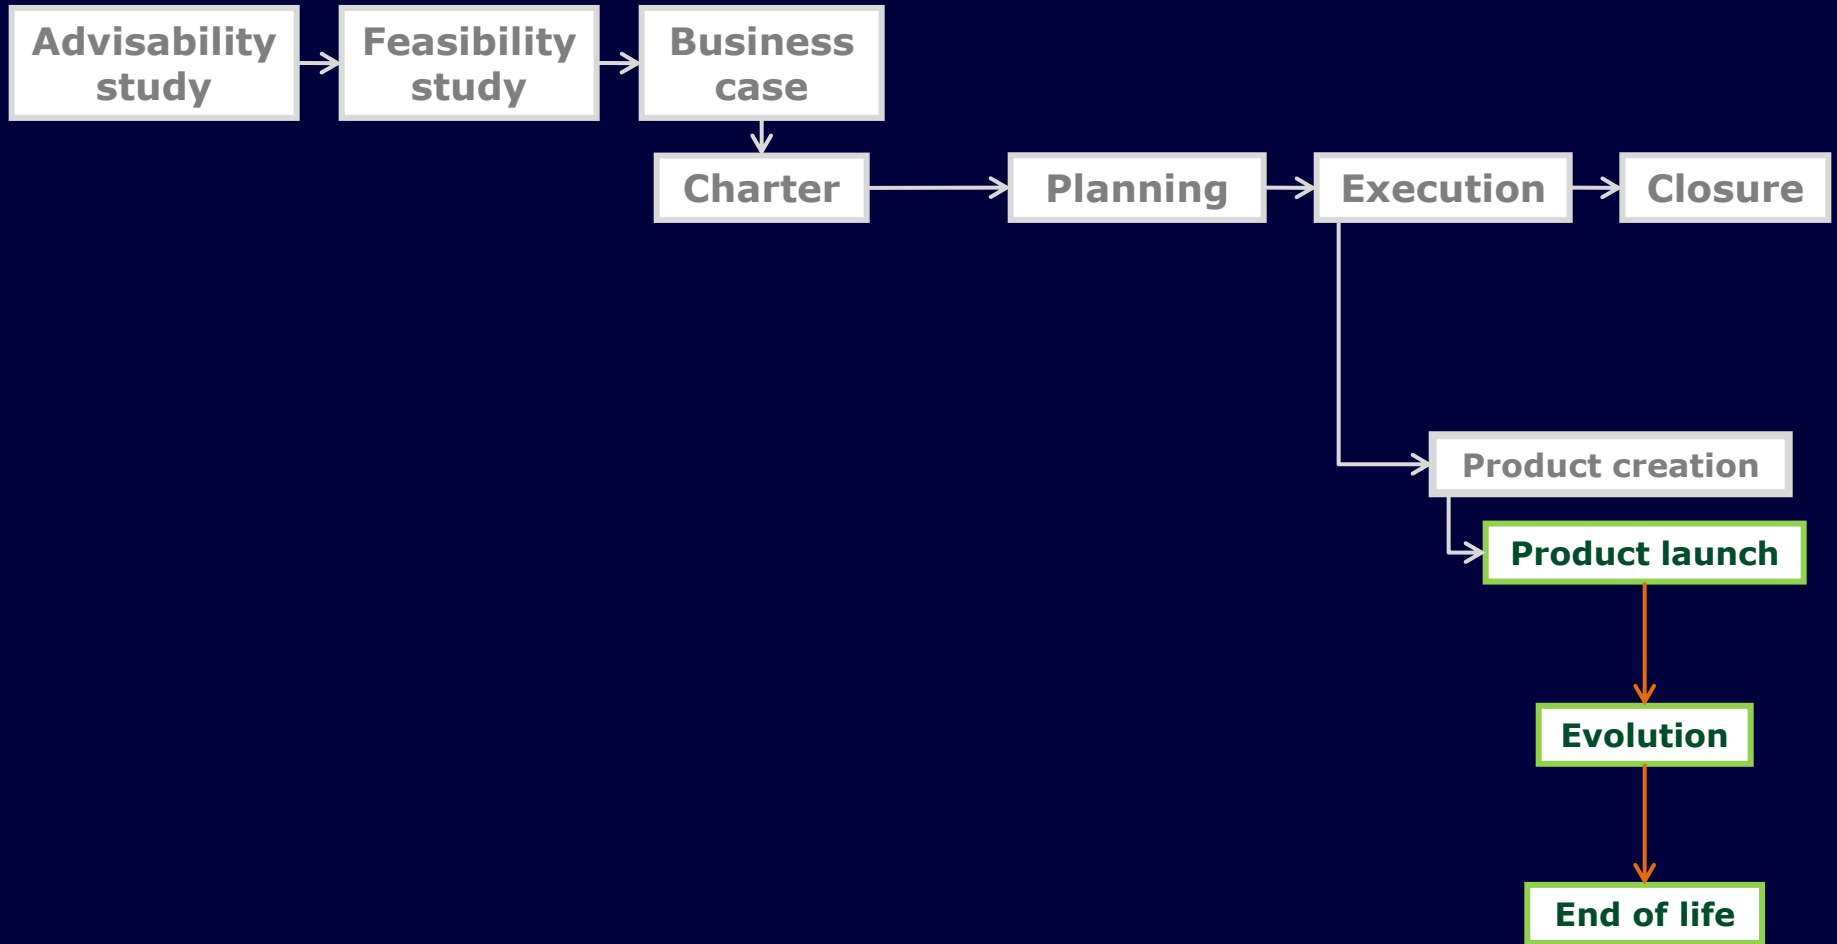 Advisability
study
Feasibility
study
Business
case
Charter
Planning
Execution
Closure
Product creation
Product launch
Evolution
End of life